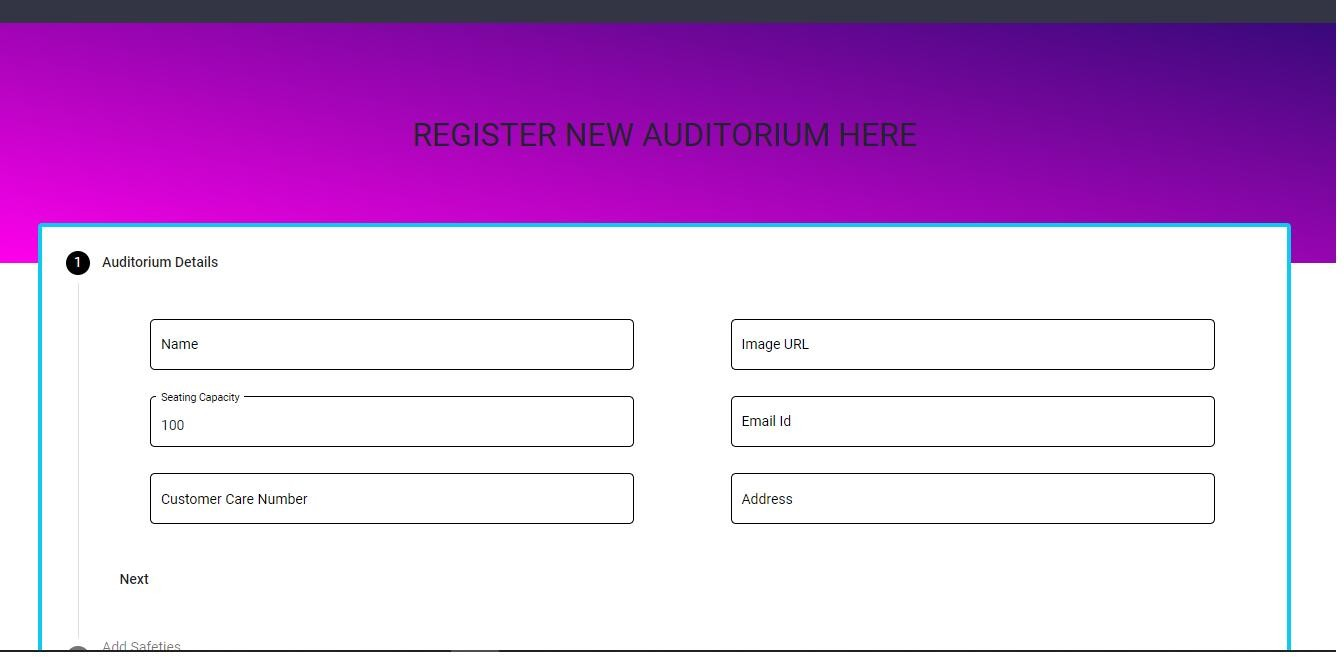 REGISTER NEW AUDITORIUM HERE
1 Auditorium Details
Name
Image URL
Seating Capacity
100
Email Id
Customer Care Number
Address
Next
Add Safeties